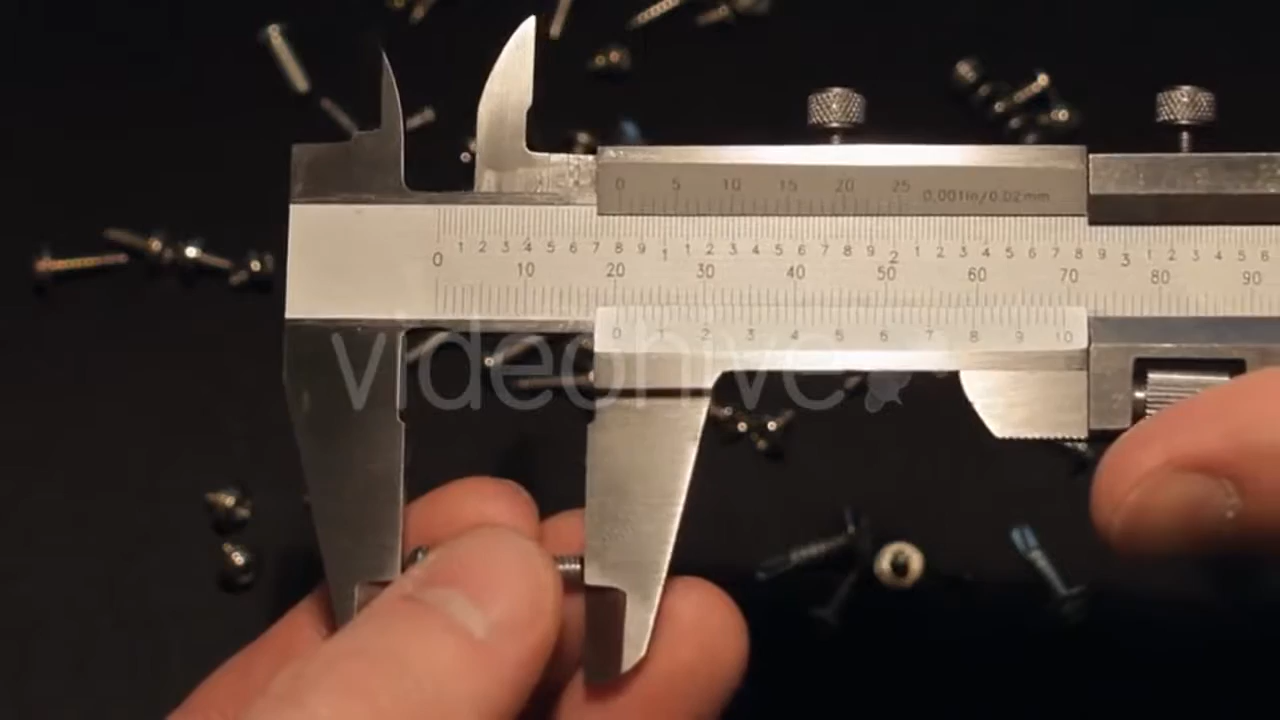 0 5 10 15 20 25 0.001in/0.02mm
0 1 2 3 4 5 6 7 8 9 1 1 2 3 4 5 6 7 8 9 2 1 2 3 4 5 6 7 8 9 3 1 2 3 4 5 6
10 20 30 40 50 60 70 80 90
0 1 2 3 4 5 6 7 8 9 10
videohive